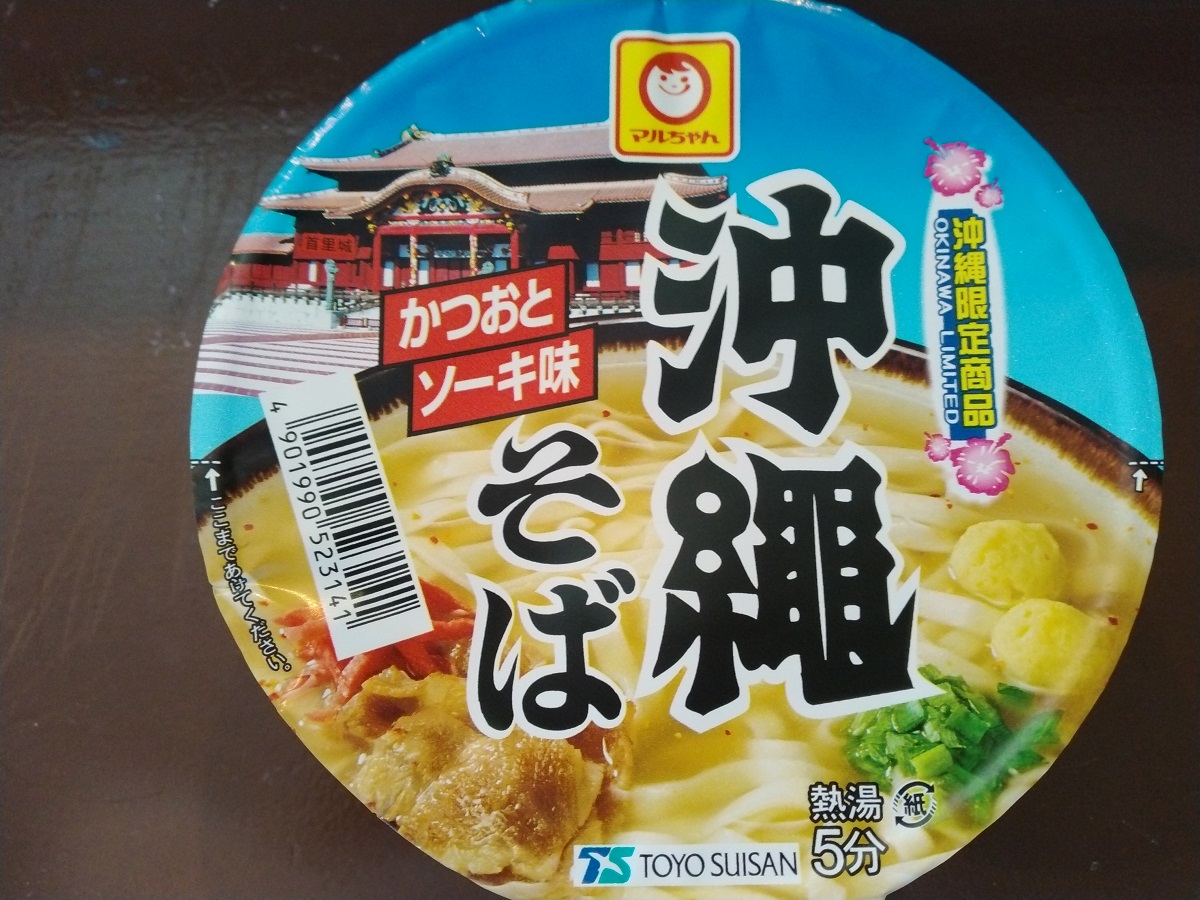 マルちゃん
沖縄限定商品
OKINAWA LIMITED
首里城
沖縄
そば
かつおと
ソーキ味
4 901990 523141
ここまであけてください。
熱湯
5分
紙
TS TOYO SUISAN